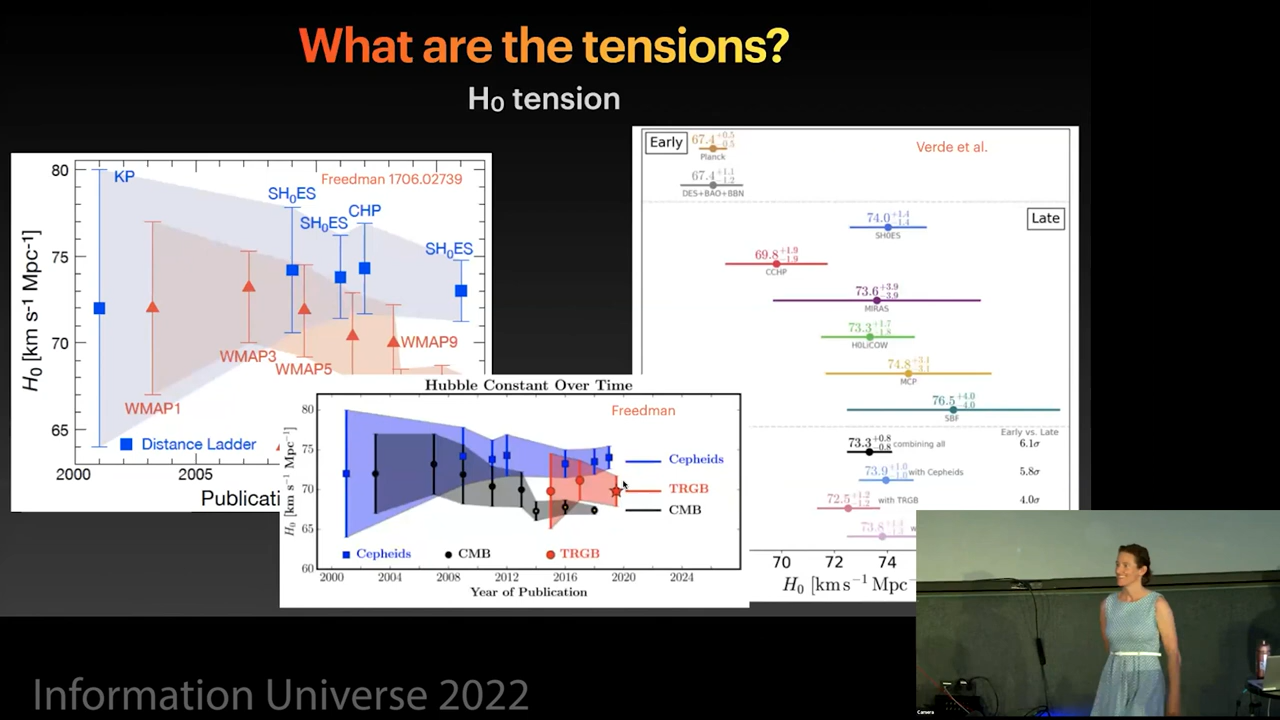 What are the tensions?
H₀ tension
Freedman 1706.02739
80
75
70
65
H₀ [km s-1 Mpc-1]
KP
SH₀ES
SH₀ES
CHP
SH₀ES
WMAP1
WMAP3
WMAP5
WMAP9
Distance Ladder
2000
2005
Publicati
Hubble Constant Over Time
Freedman
80
75
70
65
60
H₀ [km s⁻¹ Mpc⁻¹]
Cepheids
TRGB
CMB
Cepheids
CMB
TRGB
2000
2004
2008
2012
2016
2020
2024
Year of Publication
Early
Verde et al.
67.4 +0.5 −0.5
Planck
67.4 +1.1 −1.2
DES+BAO+BBN
Late
74.0 +1.4 −1.4
SH0ES
69.8 +1.9 −1.9
CCHP
73.6 +3.9 −3.9
MIRAS
73.3 +1.7 −1.8
H0LiCOW
74.8 +3.1 −3.1
MCP
76.5 +4.0 −4.0
SBF
Early vs. Late
73.3 +0.8 −0.8 combining all 6.1σ
73.9 +1.0 −1.0 with Cepheids 5.8σ
72.5 +1.2 −1.2 with TRGB 4.0σ
73.8
70
72
74
H₀ [km s⁻¹ Mpc⁻
Camera
Information Universe 2022